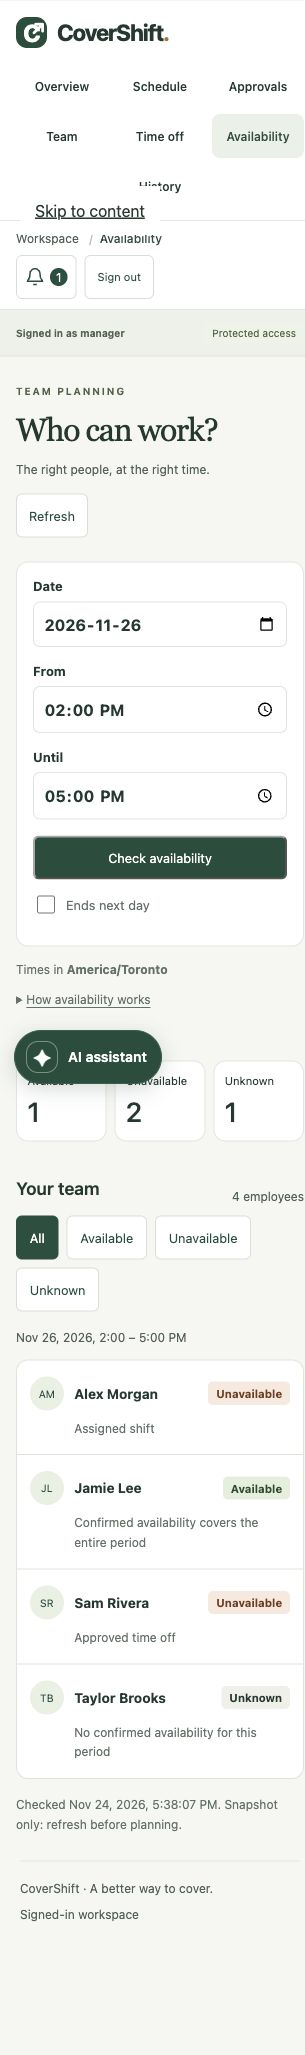 CoverShift.
Overview Schedule Approvals
Team Time off Availability
History
Skip to content
Workspace / Availability
1 Sign out
Signed in as manager Protected access
TEAM PLANNING
Who can work?
The right people, at the right time.
Refresh
Date
2026-11-26
From
02:00 PM
Until
05:00 PM
Check availability
Ends next day
Times in America/Toronto
How availability works
AI assistant
Available Unavailable Unknown
1 2 1
Your team 4 employees
All Available Unavailable
Unknown
Nov 26, 2026, 2:00 – 5:00 PM
AM Alex Morgan Unavailable
Assigned shift
JL Jamie Lee Available
Confirmed availability covers the
entire period
SR Sam Rivera Unavailable
Approved time off
TB Taylor Brooks Unknown
No confirmed availability for this
period
Checked Nov 24, 2026, 5:38:07 PM. Snapshot
only: refresh before planning.
CoverShift · A better way to cover.
Signed-in workspace